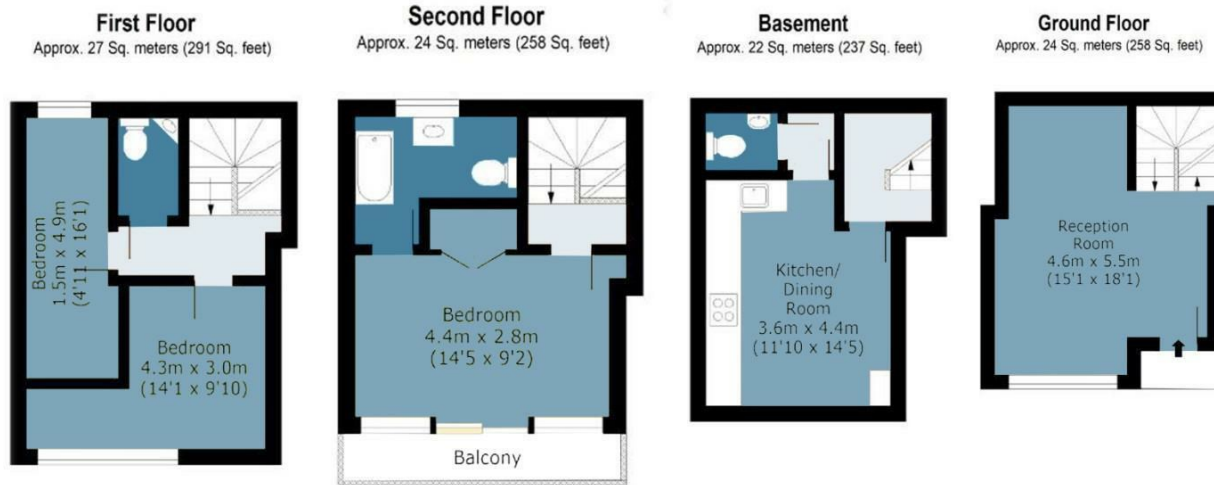 First Floor
Approx. 27 Sq. meters (291 Sq. feet)
Bedroom
1.5m x 4.9m
(4'11 x 16'1)
Bedroom
4.3m x 3.0m
(14'1 x 9'10)
Second Floor
Approx. 24 Sq. meters (258 Sq. feet)
Bedroom
4.4m x 2.8m
(14'5 x 9'2)
Balcony
Basement
Approx. 22 Sq. meters (237 Sq. feet)
Kitchen/
Dining
Room
3.6m x 4.4m
(11'10 x 14'5)
Ground Floor
Approx. 24 Sq. meters (258 Sq. feet)
Reception
Room
4.6m x 5.5m
(15'1 x 18'1)